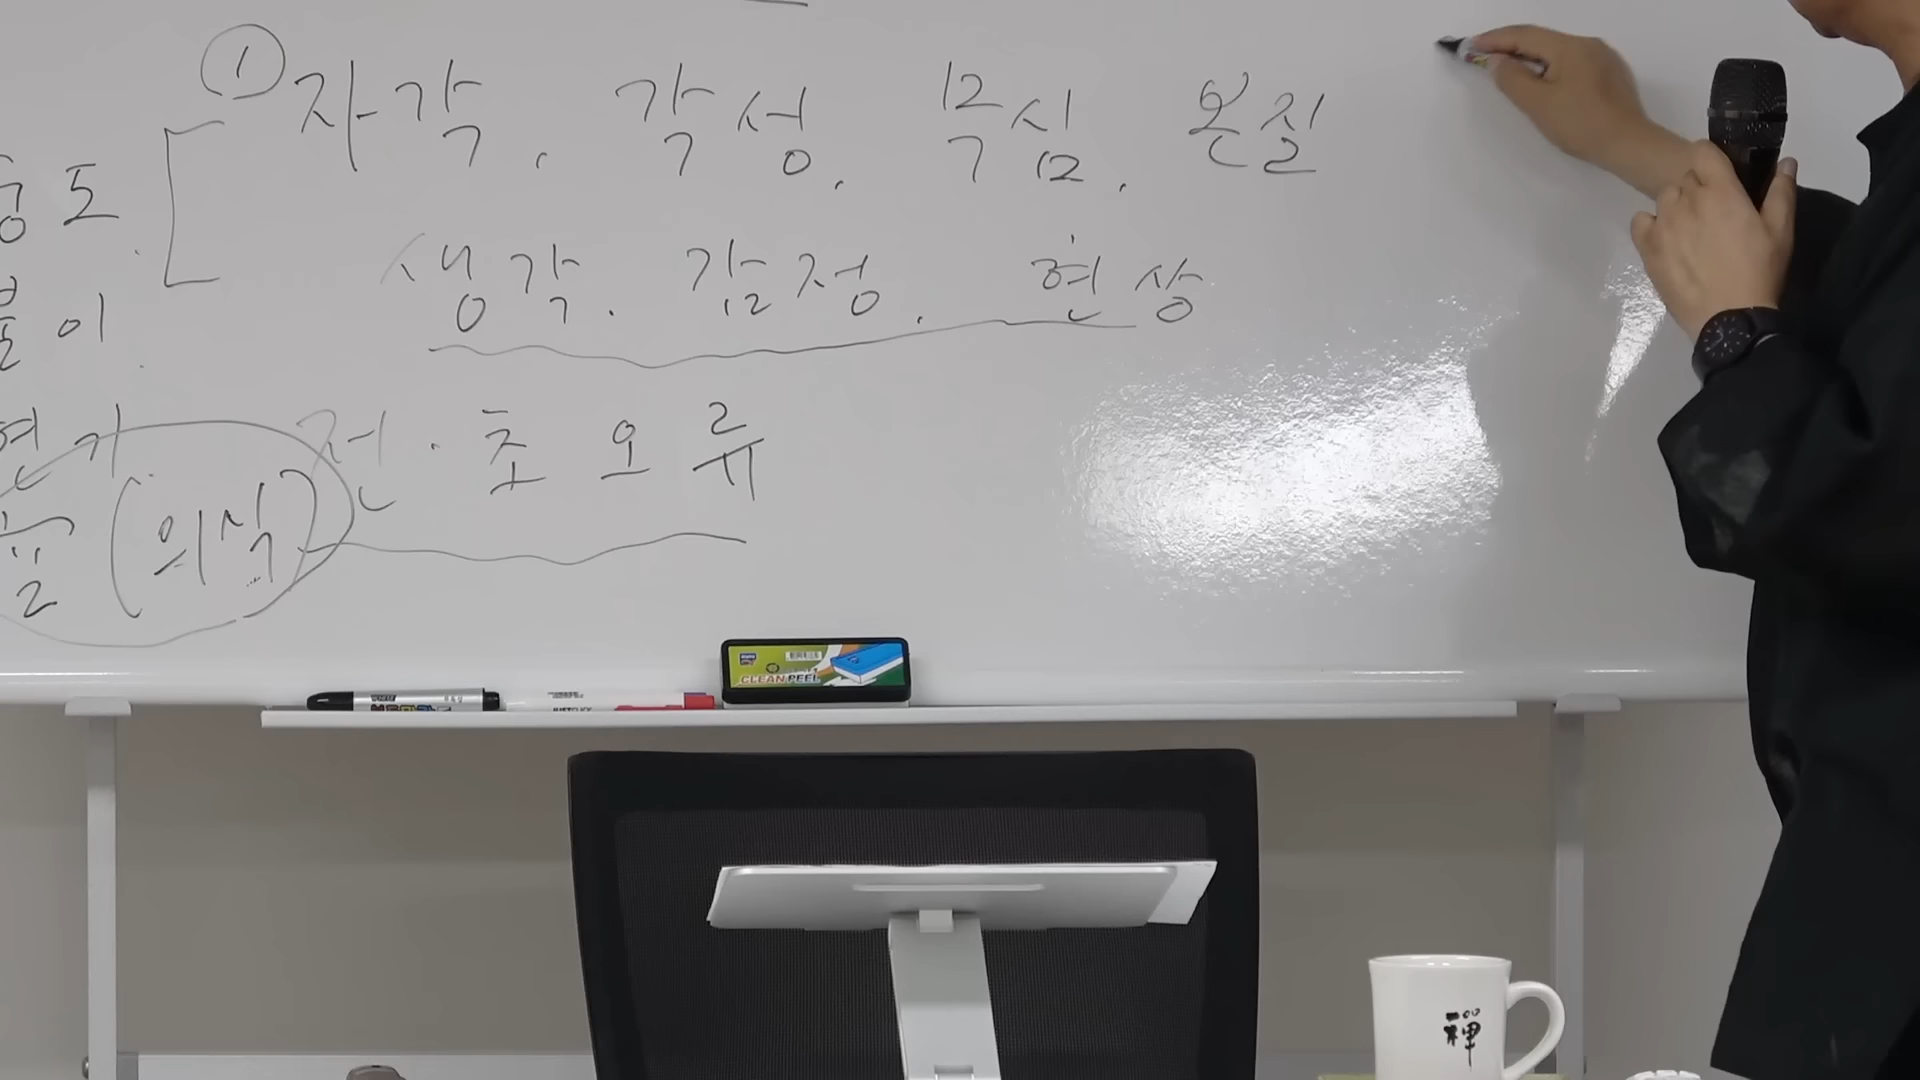 ① 자각, 각성, 무심, 본질
생각, 감정, 현상
전·초 오류
(의식)
CLEAN PEEL
禪